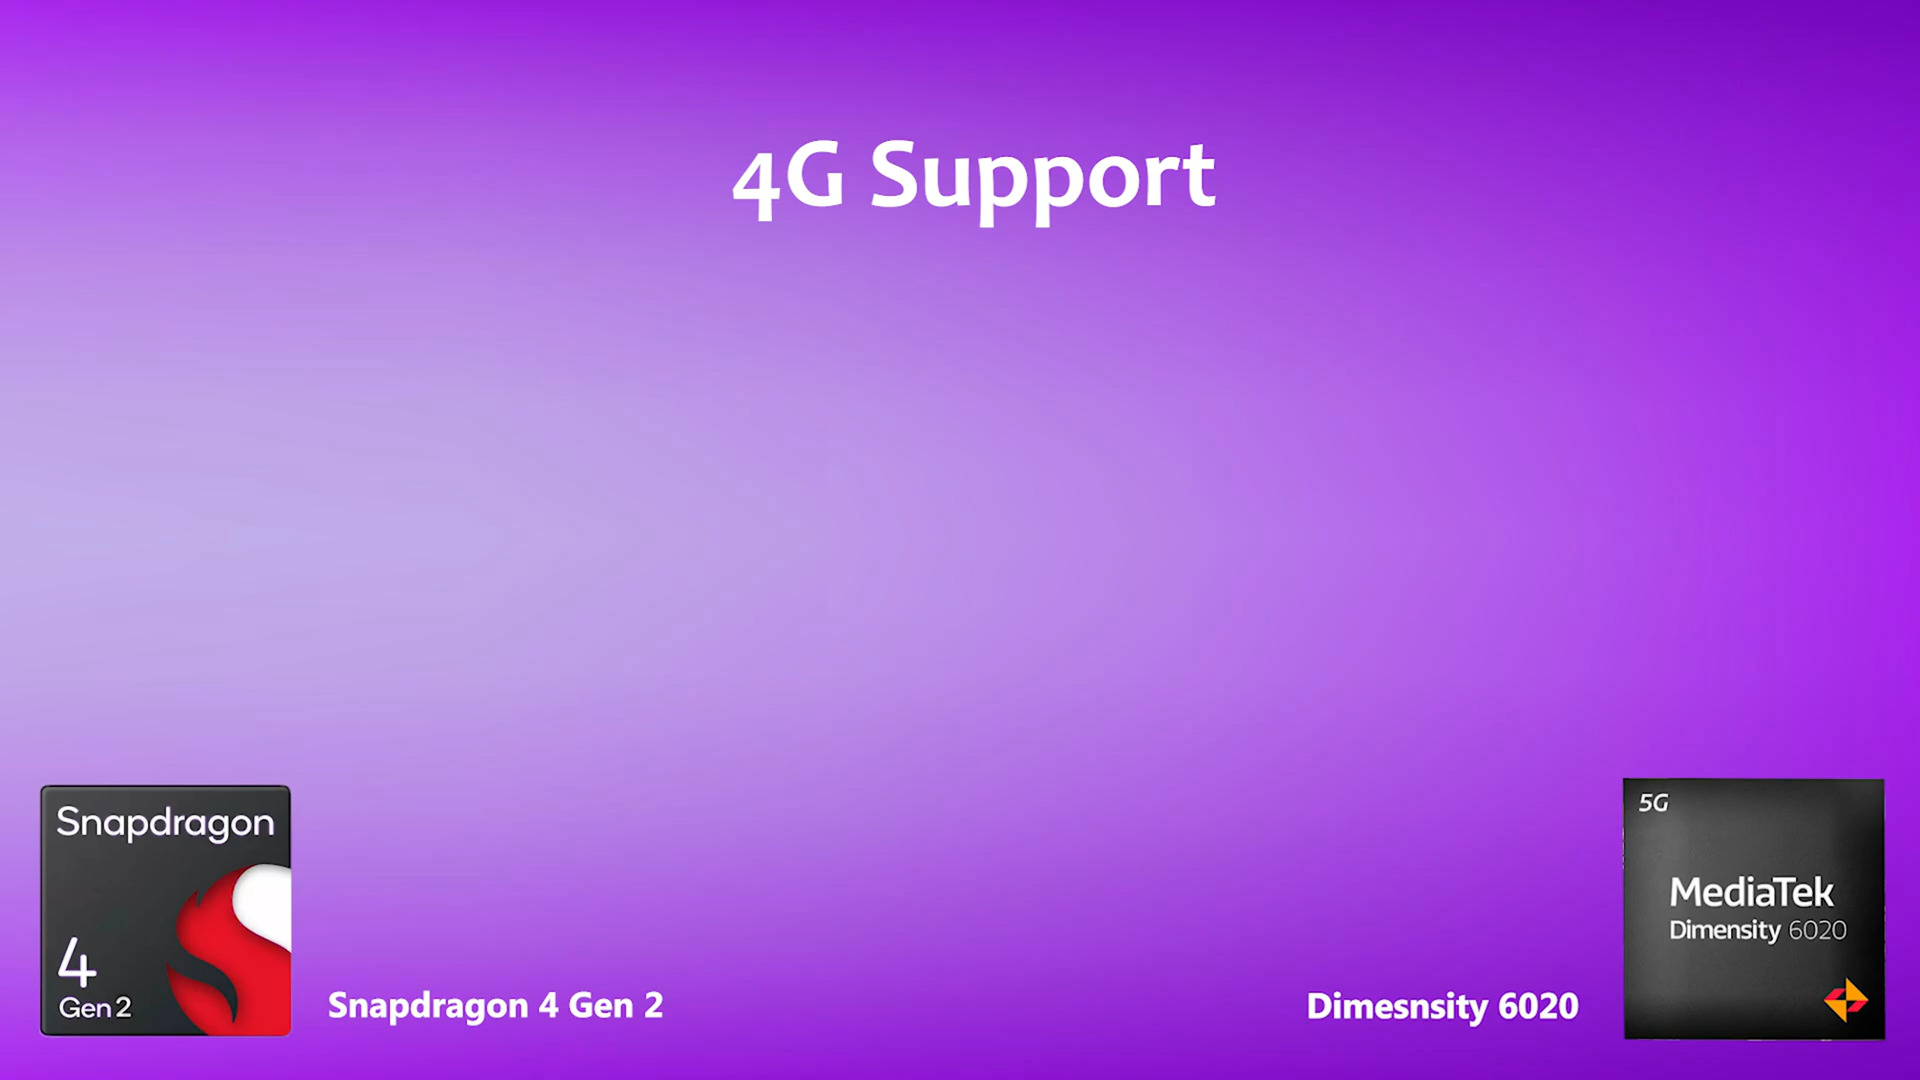 4G Support
Snapdragon
4
Gen 2
Snapdragon 4 Gen 2
Dimesnsity 6020
5G
MediaTek
Dimensity 6020